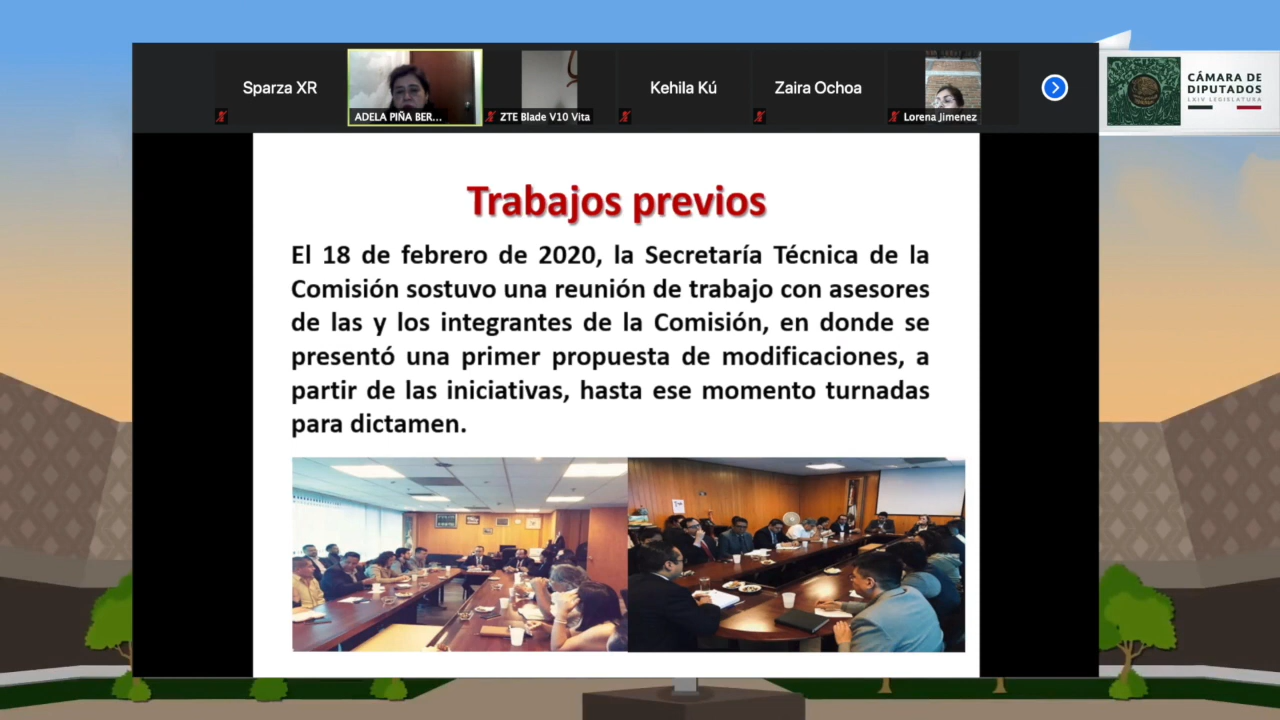 Sparza XR
ADELA PIÑA BER...
ZTE Blade V10 Vita
Kehila Kú
Zaira Ochoa
Lorena Jimenez
CÁMARA DE
DIPUTADOS
LXIV LEGISLATURA
Trabajos previos
El 18 de febrero de 2020, la Secretaría Técnica de la
Comisión sostuvo una reunión de trabajo con asesores
de las y los integrantes de la Comisión, en donde se
presentó una primer propuesta de modificaciones, a
partir de las iniciativas, hasta ese momento turnadas
para dictamen.